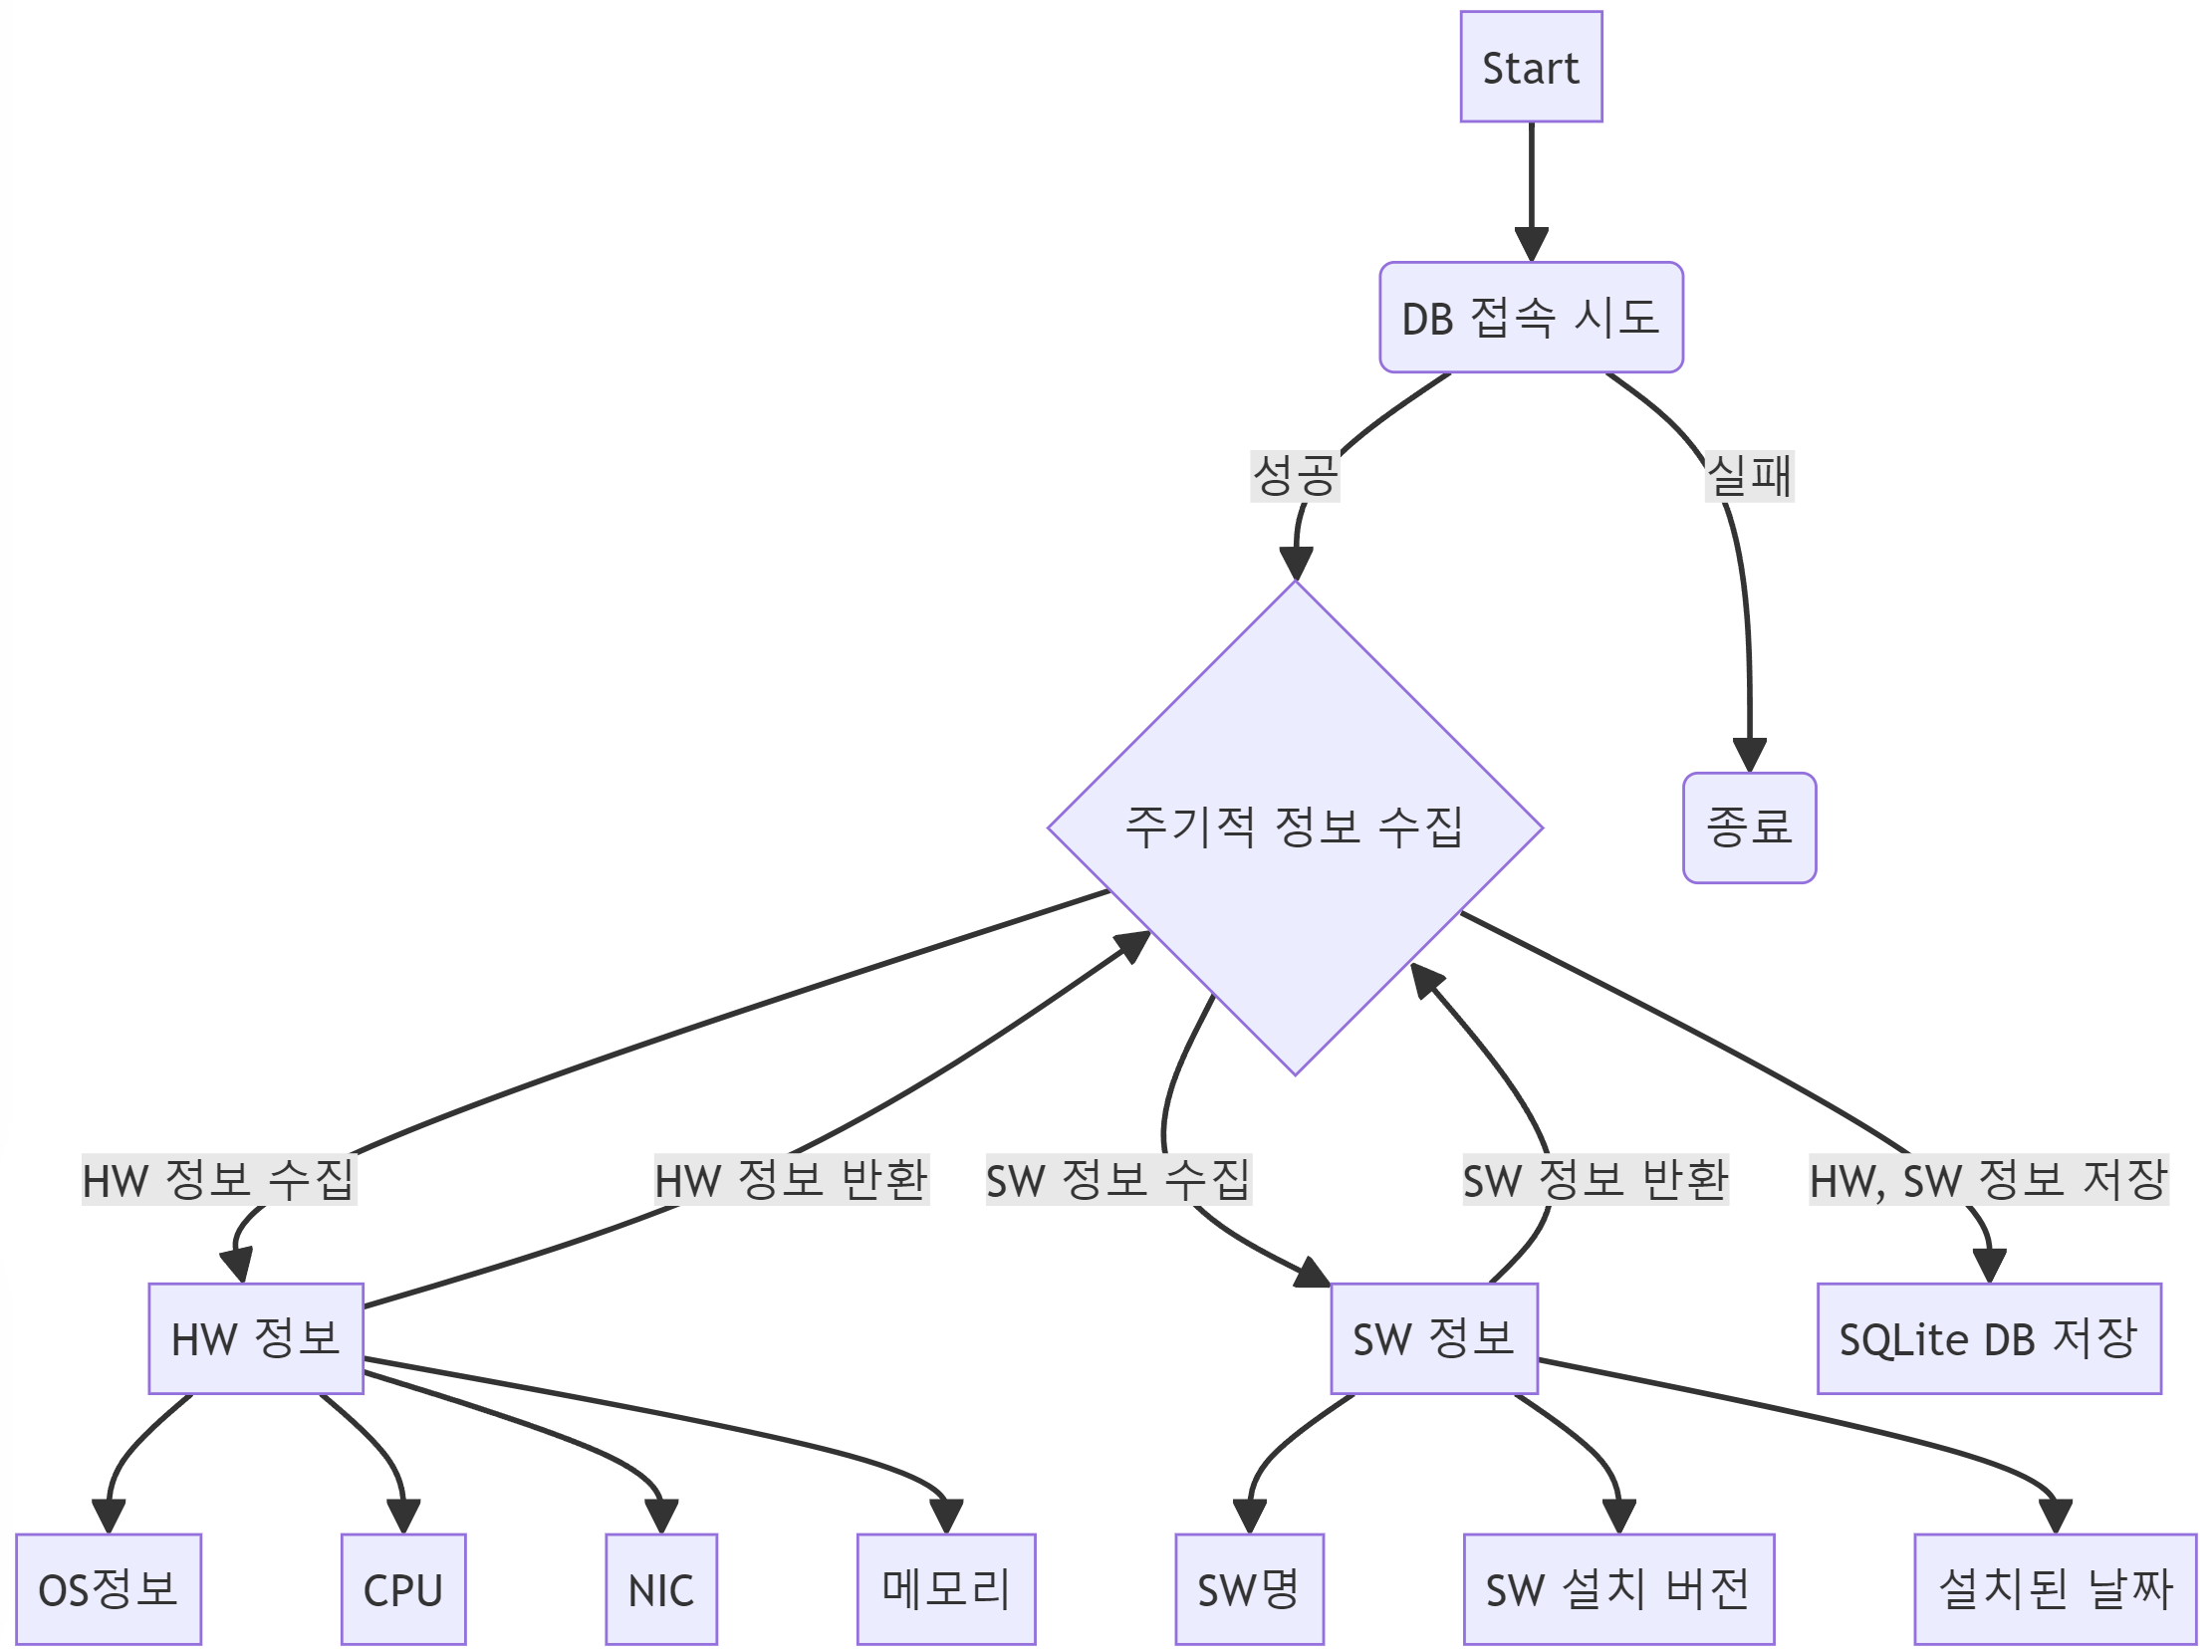 Start
DB 접속 시도
성공
실패
주기적 정보 수집
종료
HW 정보 수집
HW 정보 반환
SW 정보 수집
SW 정보 반환
HW, SW 정보 저장
HW 정보
SW 정보
SQLite DB 저장
OS정보
CPU
NIC
메모리
SW명
SW 설치 버전
설치된 날짜